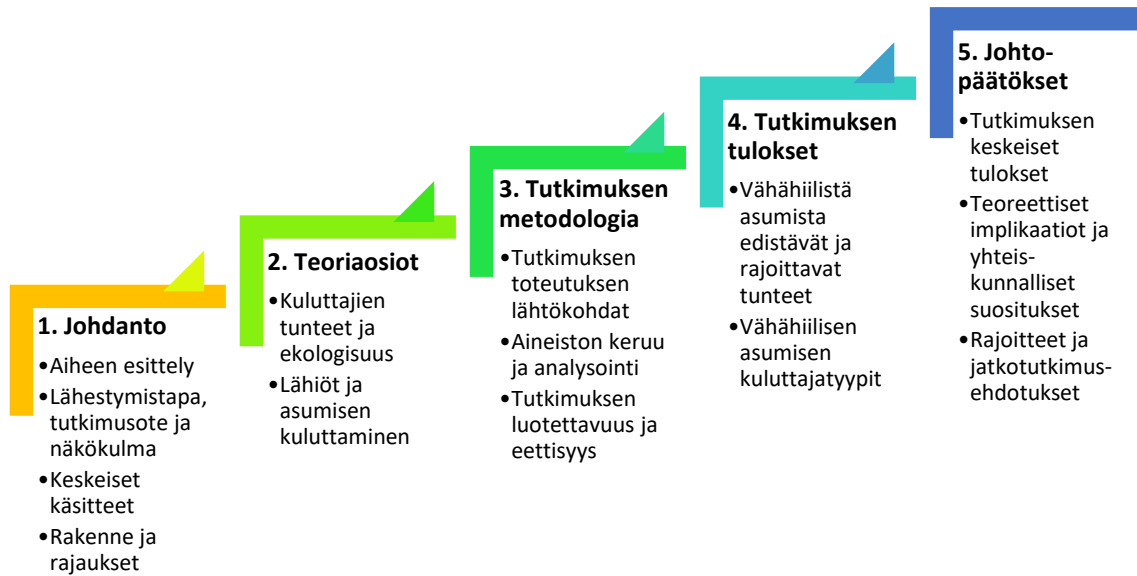 1. Johdanto
•Aiheen esittely
•Lähestymistapa,
tutkimusote ja
näkökulma
•Keskeiset
käsitteet
•Rakenne ja
rajaukset
2. Teoriaosiot
•Kuluttajien
tunteet ja
ekologisuus
•Lähiöt ja
asumisen
kuluttaminen
3. Tutkimuksen
metodologia
•Tutkimuksen
toteutuksen
lähtökohdat
•Aineiston keruu
ja analysointi
•Tutkimuksen
luotettavuus ja
eettisyys
4. Tutkimuksen
tulokset
•Vähähiilistä
asumista
edistävät ja
rajoittavat
tunteet
•Vähähiilisen
asumisen
kuluttajatyypit
5. Johto-
päätökset
•Tutkimuksen
keskeiset
tulokset
•Teoreettiset
implikaatiot ja
yhteis-
kunnalliset
suositukset
•Rajoitteet ja
jatkotutkimus-
ehdotukset